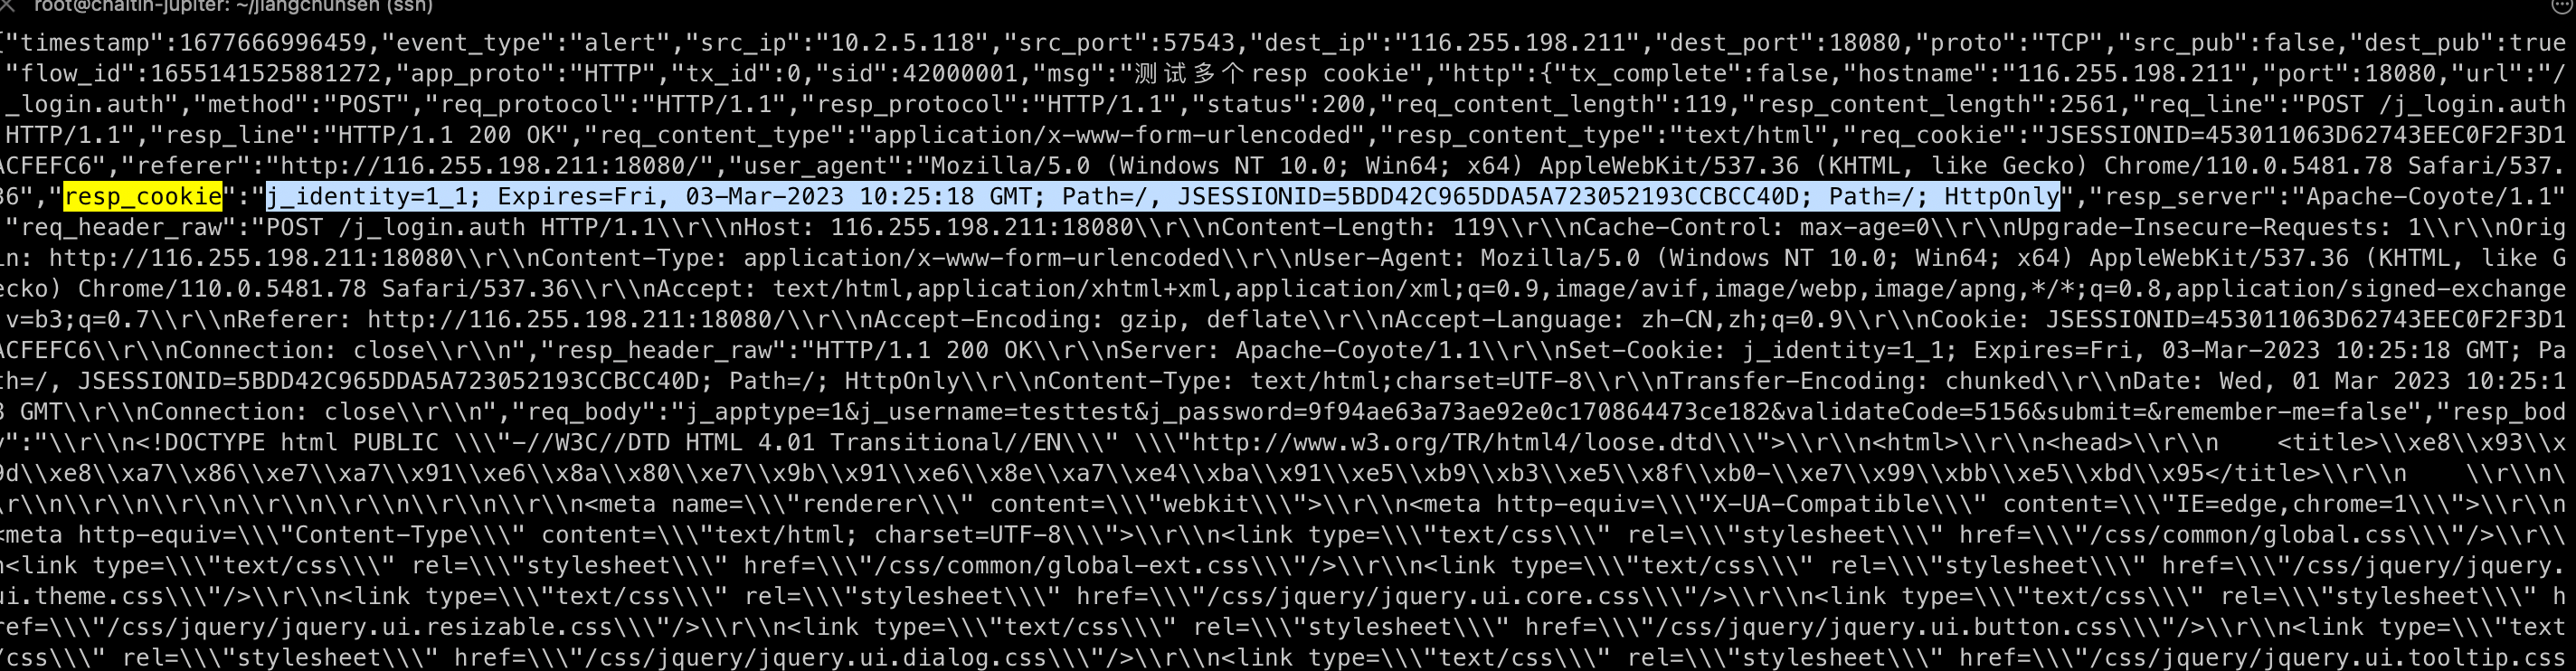 root@chaitin-jupiter: ~/jiangchunsen (ssh)
{"timestamp":1677666996459,"event_type":"alert","src_ip":"10.2.5.118","src_port":57543,"dest_ip":"116.255.198.211","dest_port":18080,"proto":"TCP","src_pub":false,"dest_pub":true
"flow_id":1655141525881272,"app_proto":"HTTP","tx_id":0,"sid":42000001,"msg":"测试多个resp cookie","http":{"tx_complete":false,"hostname":"116.255.198.211","port":18080,"url":"/
_login.auth","method":"POST","req_protocol":"HTTP/1.1","resp_protocol":"HTTP/1.1","status":200,"req_content_length":119,"resp_content_length":2561,"req_line":"POST /j_login.auth
HTTP/1.1","resp_line":"HTTP/1.1 200 OK","req_content_type":"application/x-www-form-urlencoded","resp_content_type":"text/html","req_cookie":"JSESSIONID=453011063D62743EEC0F2F3D1
ACFEFC6","referer":"http://116.255.198.211:18080/","user_agent":"Mozilla/5.0 (Windows NT 10.0; Win64; x64) AppleWebKit/537.36 (KHTML, like Gecko) Chrome/110.0.5481.78 Safari/537.
36","resp_cookie":"j_identity=1_1; Expires=Fri, 03-Mar-2023 10:25:18 GMT; Path=/, JSESSIONID=5BDD42C965DDA5A723052193CCBCC40D; Path=/; HttpOnly","resp_server":"Apache-Coyote/1.1"
"req_header_raw":"POST /j_login.auth HTTP/1.1\\r\\nHost: 116.255.198.211:18080\\r\\nContent-Length: 119\\r\\nCache-Control: max-age=0\\r\\nUpgrade-Insecure-Requests: 1\\r\\nOrig
in: http://116.255.198.211:18080\\r\\nContent-Type: application/x-www-form-urlencoded\\r\\nUser-Agent: Mozilla/5.0 (Windows NT 10.0; Win64; x64) AppleWebKit/537.36 (KHTML, like G
ecko) Chrome/110.0.5481.78 Safari/537.36\\r\\nAccept: text/html,application/xhtml+xml,application/xml;q=0.9,image/avif,image/webp,image/apng,*/*;q=0.8,application/signed-exchange
v=b3;q=0.7\\r\\nReferer: http://116.255.198.211:18080/\\r\\nAccept-Encoding: gzip, deflate\\r\\nAccept-Language: zh-CN,zh;q=0.9\\r\\nCookie: JSESSIONID=453011063D62743EEC0F2F3D1
ACFEFC6\\r\\nConnection: close\\r\\n","resp_header_raw":"HTTP/1.1 200 OK\\r\\nServer: Apache-Coyote/1.1\\r\\nSet-Cookie: j_identity=1_1; Expires=Fri, 03-Mar-2023 10:25:18 GMT; Pa
th=/, JSESSIONID=5BDD42C965DDA5A723052193CCBCC40D; Path=/; HttpOnly\\r\\nContent-Type: text/html;charset=UTF-8\\r\\nTransfer-Encoding: chunked\\r\\nDate: Wed, 01 Mar 2023 10:25:1
8 GMT\\r\\nConnection: close\\r\\n","req_body":"j_apptype=1&j_username=testtest&j_password=9f94ae63a73ae92e0c170864473ce182&validateCode=5156&submit=&remember-me=false","resp_bod
y":"\\r\\n<!DOCTYPE html PUBLIC \\\"-//W3C//DTD HTML 4.01 Transitional//EN\\\" \\\"http://www.w3.org/TR/html4/loose.dtd\\\">\\r\\n<html>\\r\\n<head>\\r\\n    <title>\\xe8\\x93\\x
9d\\xe8\\xa7\\x86\\xe7\\xa7\\x91\\xe6\\x8a\\x80\\xe7\\x9b\\x91\\xe6\\x8e\\xa7\\xe4\\xba\\x91\\xe5\\xb9\\xb3\\xe5\\x8f\\xb0-\\xe7\\x99\\xbb\\xe5\\xbd\\x95</title>\\r\\n    \\r\\n\
\r\\n\\r\\n\\r\\n\\r\\n\\r\\n\\r\\n\\r\\n<meta name=\\\"renderer\\\" content=\\\"webkit\\\">\\r\\n<meta http-equiv=\\\"X-UA-Compatible\\\" content=\\\"IE=edge,chrome=1\\\">\\r\\n
<meta http-equiv=\\\"Content-Type\\\" content=\\\"text/html; charset=UTF-8\\\">\\r\\n<link type=\\\"text/css\\\" rel=\\\"stylesheet\\\" href=\\\"/css/common/global.css\\\"/>\\r\\
n<link type=\\\"text/css\\\" rel=\\\"stylesheet\\\" href=\\\"/css/common/global-ext.css\\\"/>\\r\\n<link type=\\\"text/css\\\" rel=\\\"stylesheet\\\" href=\\\"/css/jquery/jquery.
ui.theme.css\\\"/>\\r\\n<link type=\\\"text/css\\\" rel=\\\"stylesheet\\\" href=\\\"/css/jquery/jquery.ui.core.css\\\"/>\\r\\n<link type=\\\"text/css\\\" rel=\\\"stylesheet\\\" h
ref=\\\"/css/jquery/jquery.ui.resizable.css\\\"/>\\r\\n<link type=\\\"text/css\\\" rel=\\\"stylesheet\\\" href=\\\"/css/jquery/jquery.ui.button.css\\\"/>\\r\\n<link type=\\\"text
/css\\\" rel=\\\"stylesheet\\\" href=\\\"/css/jquery/jquery.ui.dialog.css\\\"/>\\r\\n<link type=\\\"text/css\\\" rel=\\\"stylesheet\\\" href=\\\"/css/jquery/jquery.ui.tooltip.css